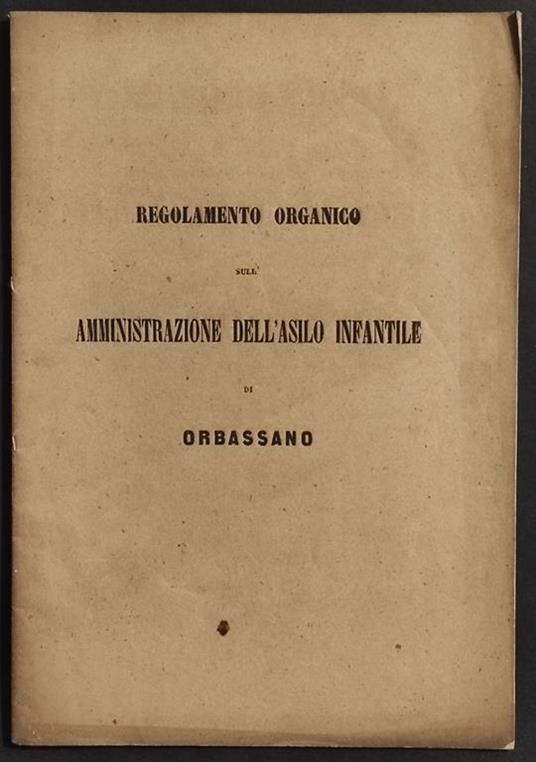 REGOLAMENTO ORGANICO
SULL'
AMMINISTRAZIONE DELL'ASILO INFANTILE
DI
ORBASSANO